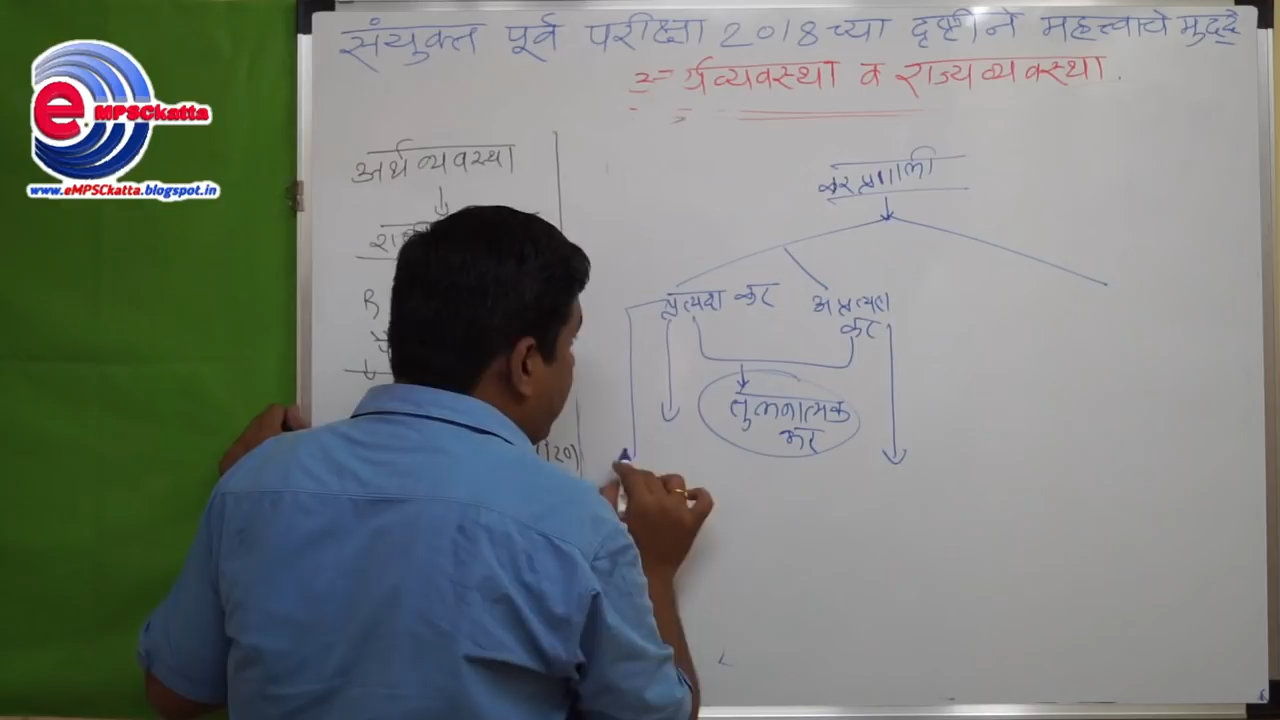 संयुक्त पूर्व परीक्षा 2018 च्या दृष्टीने महत्त्वाचे मुद्दे
अर्थव्यवस्था व राज्यव्यवस्था .
e MPSCkatta
www.eMPSCkatta.blogspot.in
अर्थव्यवस्था
करप्रणाली
प्रत्यक्ष कर
अप्रत्यक्ष
कर
तुलनात्मक
कर